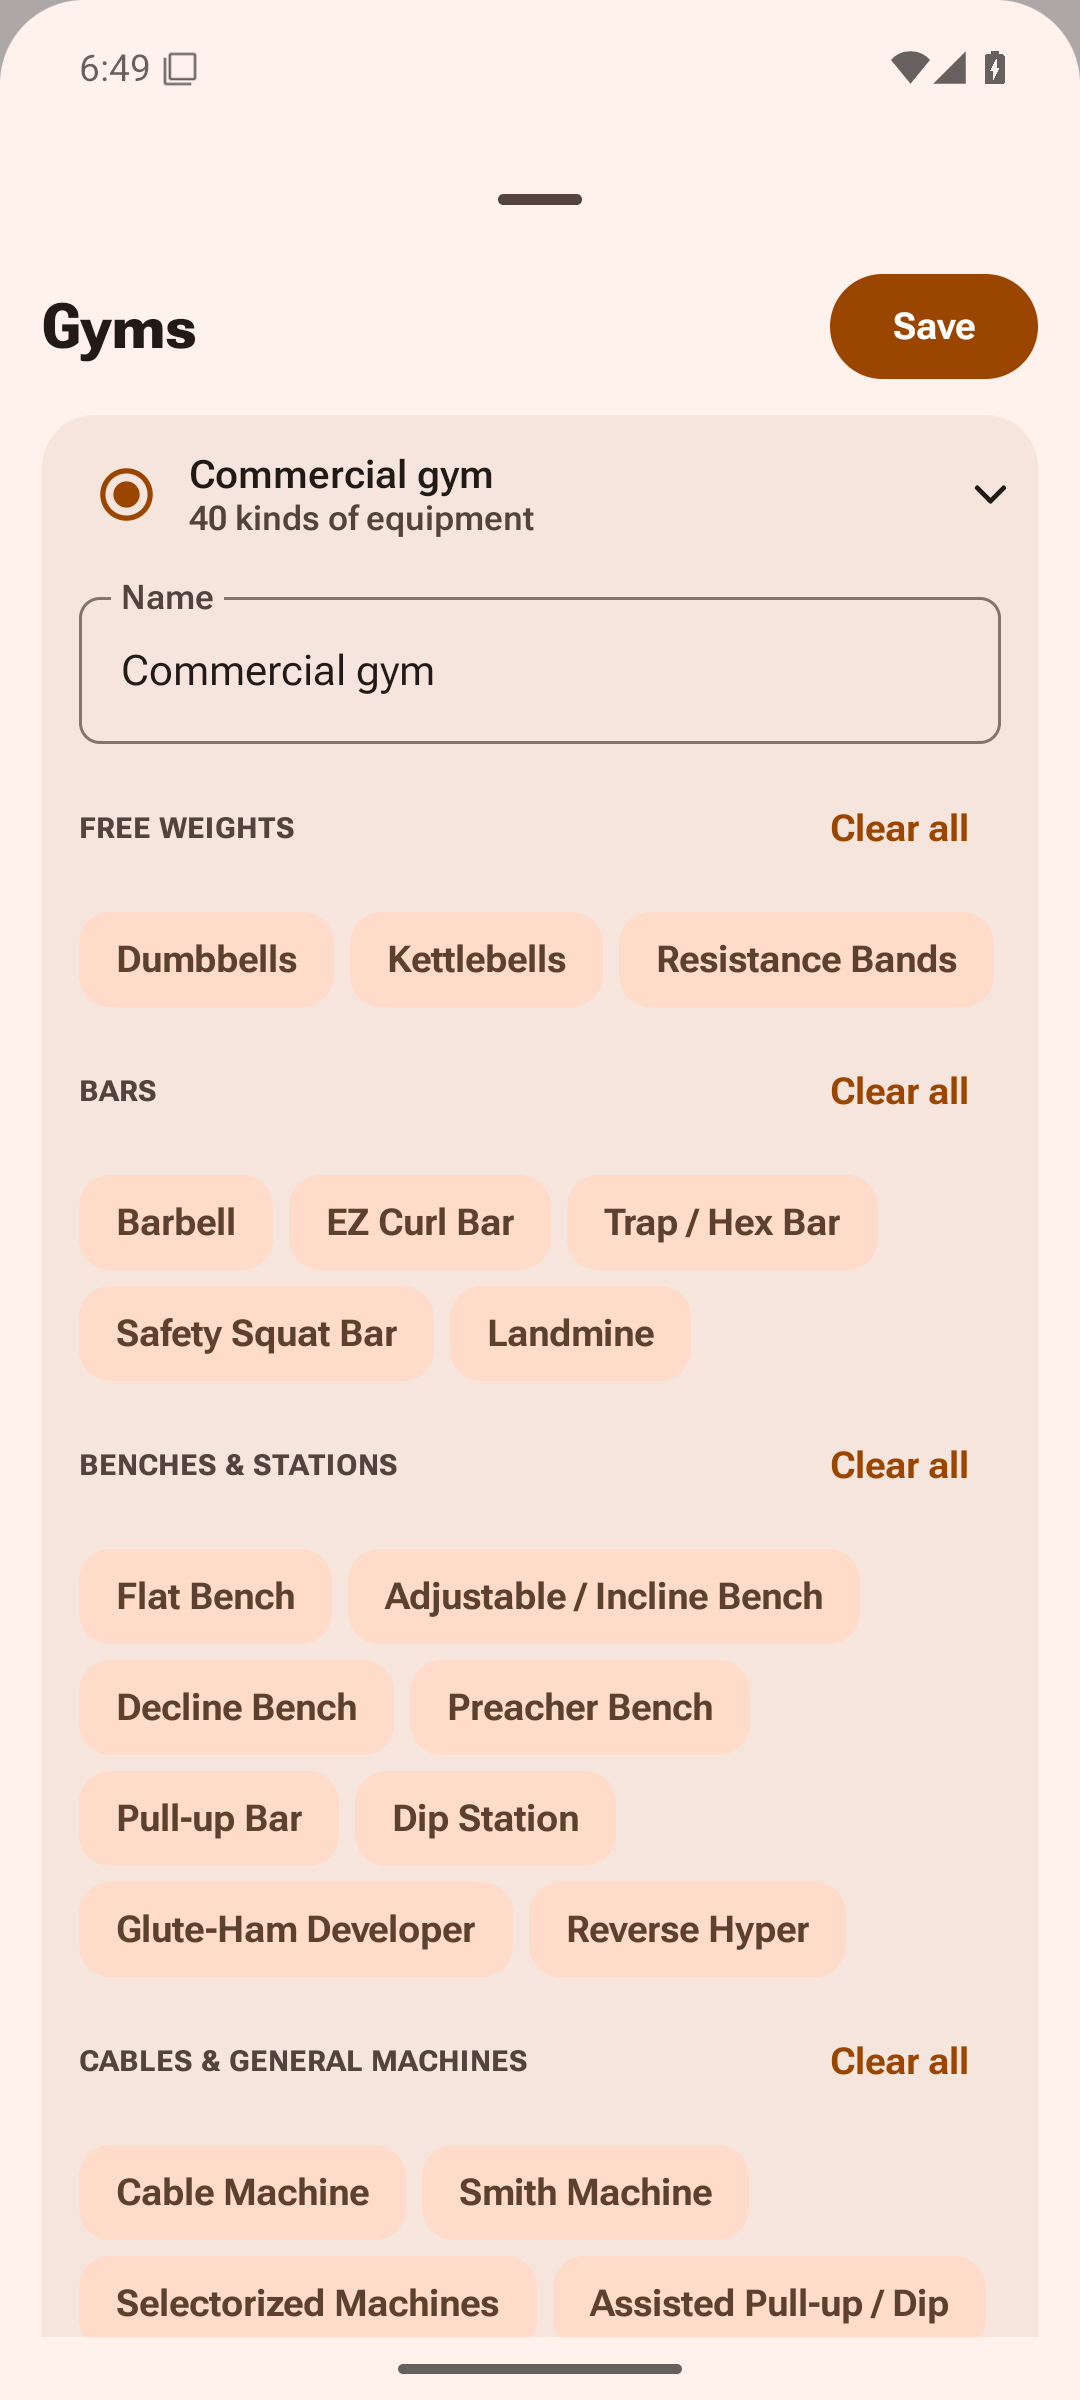 6:49
Gyms
Save
Commercial gym
40 kinds of equipment
Name
Commercial gym
FREE WEIGHTS
Clear all
Dumbbells
Kettlebells
Resistance Bands
BARS
Clear all
Barbell
EZ Curl Bar
Trap / Hex Bar
Safety Squat Bar
Landmine
BENCHES & STATIONS
Clear all
Flat Bench
Adjustable / Incline Bench
Decline Bench
Preacher Bench
Pull-up Bar
Dip Station
Glute-Ham Developer
Reverse Hyper
CABLES & GENERAL MACHINES
Clear all
Cable Machine
Smith Machine
Selectorized Machines
Assisted Pull-up / Dip